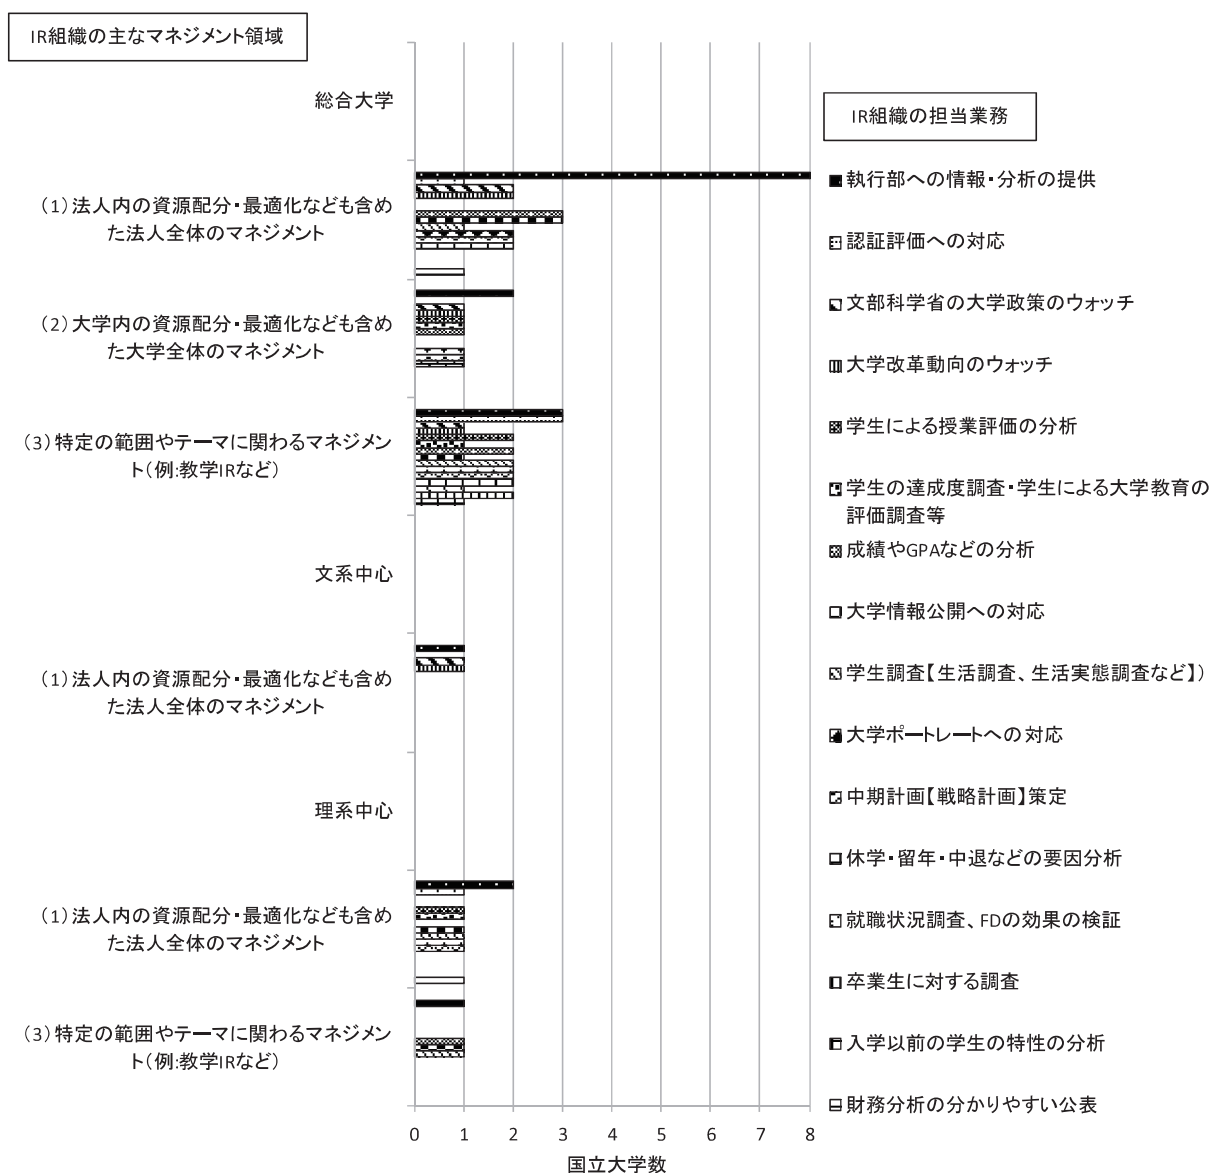 IR組織の主なマネジメント領域
総合大学
(1)法人内の資源配分・最適化なども含め
た法人全体のマネジメント
(2)大学内の資源配分・最適化なども含め
た大学全体のマネジメント
(3)特定の範囲やテーマに関わるマネジメン
ト(例:教学IRなど)
文系中心
(1)法人内の資源配分・最適化なども含め
た法人全体のマネジメント
理系中心
(1)法人内の資源配分・最適化なども含め
た法人全体のマネジメント
(3)特定の範囲やテーマに関わるマネジメン
ト(例:教学IRなど)
0 1 2 3 4 5 6 7 8
国立大学数
IR組織の担当業務
執行部への情報・分析の提供
認証評価への対応
文部科学省の大学政策のウォッチ
大学改革動向のウォッチ
学生による授業評価の分析
学生の達成度調査・学生による大学教育の
評価調査等
成績やGPAなどの分析
大学情報公開への対応
学生調査【生活調査、生活実態調査など】)
大学ポートレートへの対応
中期計画【戦略計画】策定
休学・留年・中退などの要因分析
就職状況調査、FDの効果の検証
卒業生に対する調査
入学以前の学生の特性の分析
財務分析の分かりやすい公表